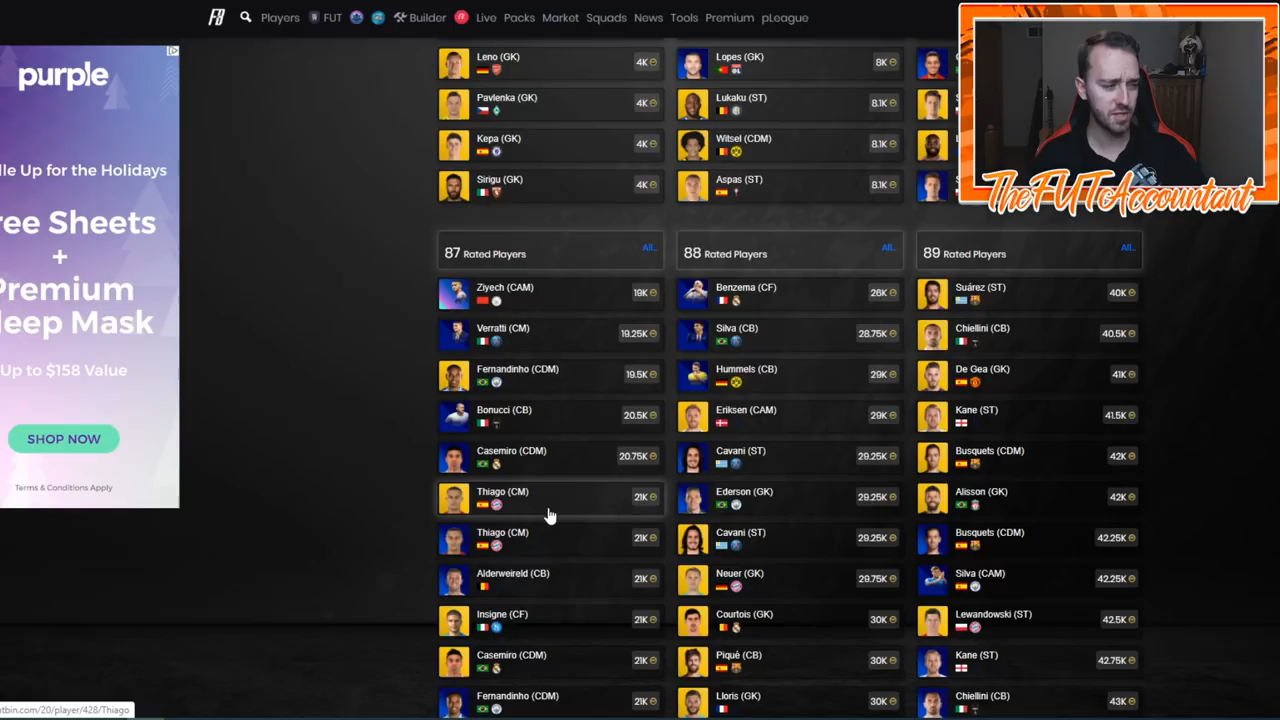 F8 Players FUT Builder Live Packs Market Squads News Tools Premium pLeague
purple
lle Up for the Holidays
ree Sheets
+
Premium
leep Mask
Up to $158 Value
SHOP NOW
Terms & Conditions Apply
Leno (GK) 4K
Pavlenka (GK) 4K
Kepa (GK) 4K
Sirigu (GK) 4K
Lopes (GK) 8K
Lukaku (ST) 8.1K
Witsel (CDM) 8.1K
Aspas (ST) 8.1K
TheFUTAccountant
87 Rated Players All..
Ziyech (CAM) 19K
Verratti (CM) 19.25K
Fernandinho (CDM) 19.5K
Bonucci (CB) 20.5K
Casemiro (CDM) 20.75K
Thiago (CM) 21K
Thiago (CM) 21K
Alderweireld (CB) 21K
Insigne (CF) 21K
Casemiro (CDM) 21K
Fernandinho (CDM) 21K
88 Rated Players All..
Benzema (CF) 26K
Silva (CB) 28.75K
Hummels (CB) 29K
Eriksen (CAM) 29K
Cavani (ST) 29.25K
Ederson (GK) 29.25K
Cavani (ST) 29.25K
Neuer (GK) 29.75K
Courtois (GK) 30K
Piqué (CB) 30K
Lloris (GK) 30K
89 Rated Players All..
Suárez (ST) 40K
Chiellini (CB) 40.5K
De Gea (GK) 41K
Kane (ST) 41.5K
Busquets (CDM) 42K
Alisson (GK) 42K
Busquets (CDM) 42.25K
Silva (CAM) 42.25K
Lewandowski (ST) 42.5K
Kane (ST) 42.75K
Chiellini (CB) 43K
utbin.com/20/player/428/Thiago